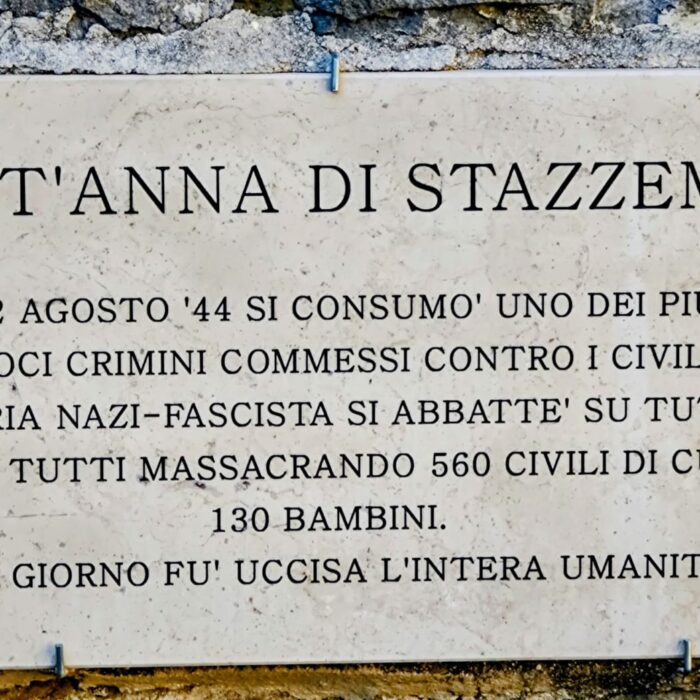 T'ANNA DI STAZZEM
2 AGOSTO '44 SI CONSUMO' UNO DEI PIU
OCI CRIMINI COMMESSI CONTRO I CIVIL
RIA NAZI-FASCISTA SI ABBATTE' SU TUT
TUTTI MASSACRANDO 560 CIVILI DI CU
130 BAMBINI.
GIORNO FU' UCCISA L'INTERA UMANIT